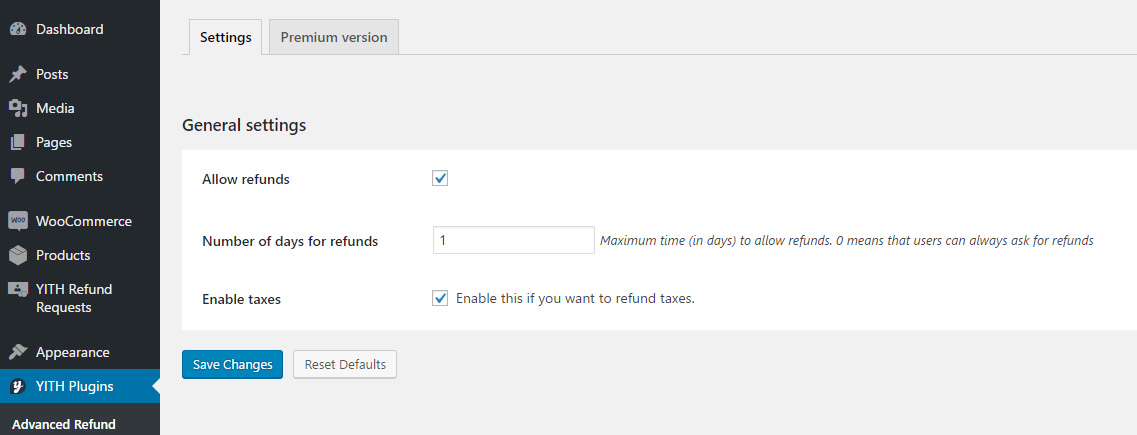 Dashboard
Posts
Media
Pages
Comments
WOO
WooCommerce
Products
YITH Refund
Requests
Appearance
y
YITH Plugins
Advanced Refund
Settings
Premium version
General settings
Allow refunds
Number of days for refunds
1
Maximum time (in days) to allow refunds. 0 means that users can always ask for refunds
Enable taxes
Enable this if you want to refund taxes.
Save Changes
Reset Defaults